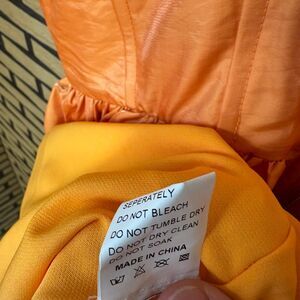 SEPERATELY
DO NOT BLEACH
DO NOT TUMBLE DRY
DO NOT DRY CLEAN
DO NOT SOAK
MADE IN CHINA